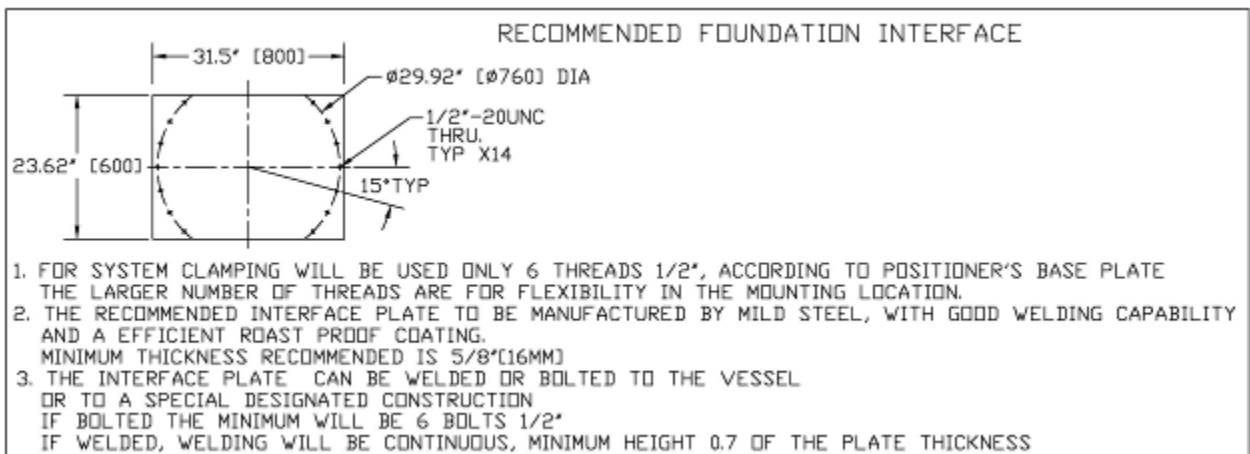 RECOMMENDED FOUNDATION INTERFACE
31.5" [800]
ø29.92" [ø760] DIA
1/2"-20UNC
THRU.
TYP X14
23.62" [600]
15°TYP
1. FOR SYSTEM CLAMPING WILL BE USED ONLY 6 THREADS 1/2", ACCORDING TO POSITIONER'S BASE PLATE
THE LARGER NUMBER OF THREADS ARE FOR FLEXIBILITY IN THE MOUNTING LOCATION.
2. THE RECOMMENDED INTERFACE PLATE TO BE MANUFACTURED BY MILD STEEL, WITH GOOD WELDING CAPABILITY
AND A EFFICIENT ROAST PROOF COATING.
MINIMUM THICKNESS RECOMMENDED IS 5/8"[16MM]
3. THE INTERFACE PLATE CAN BE WELDED OR BOLTED TO THE VESSEL
OR TO A SPECIAL DESIGNATED CONSTRUCTION
IF BOLTED THE MINIMUM WILL BE 6 BOLTS 1/2"
IF WELDED, WELDING WILL BE CONTINUOUS, MINIMUM HEIGHT 0.7 OF THE PLATE THICKNESS